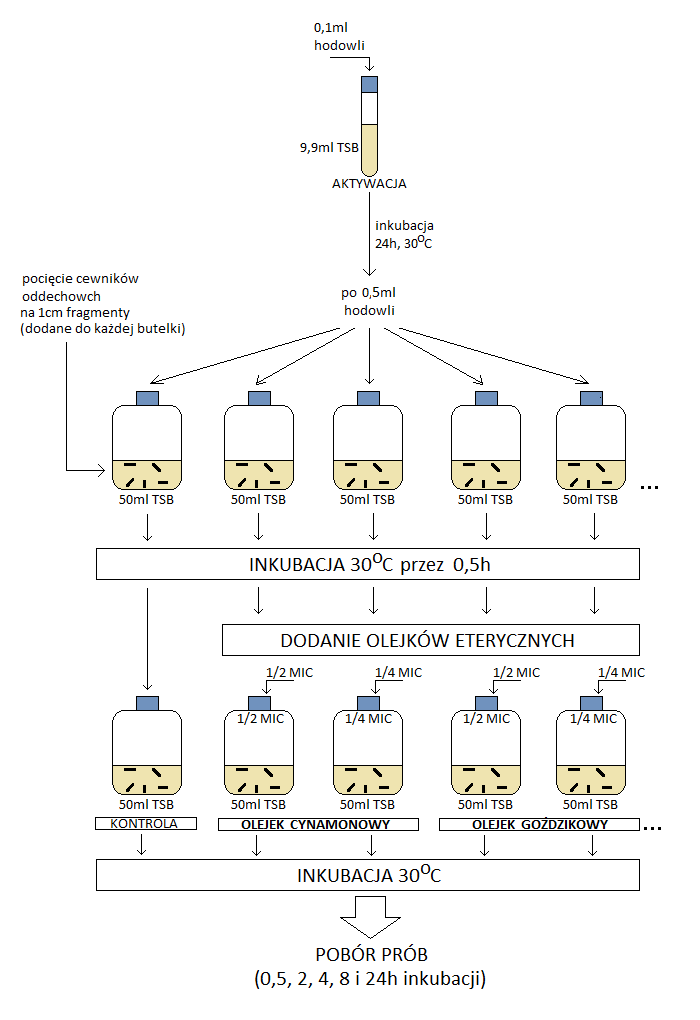 0,1ml
hodowli
9,9ml TSB
AKTYWACJA
inkubacja
24h, 30OC
pocięcie cewników
oddechowch
na 1cm fragmenty
(dodane do każdej butelki)
po 0,5ml
hodowli
50ml TSB 50ml TSB 50ml TSB 50ml TSB 50ml TSB ...
INKUBACJA 30OC przez 0,5h
DODANIE OLEJKÓW ETERYCZNYCH
1/2 MIC 1/4 MIC 1/2 MIC 1/4 MIC
1/2 MIC 1/4 MIC 1/2 MIC 1/4 MIC
50ml TSB 50ml TSB 50ml TSB 50ml TSB 50ml TSB
KONTROLA OLEJEK CYNAMONOWY OLEJEK GOŹDZIKOWY ...
INKUBACJA 30OC
POBÓR PRÓB
(0,5, 2, 4, 8 i 24h inkubacji)